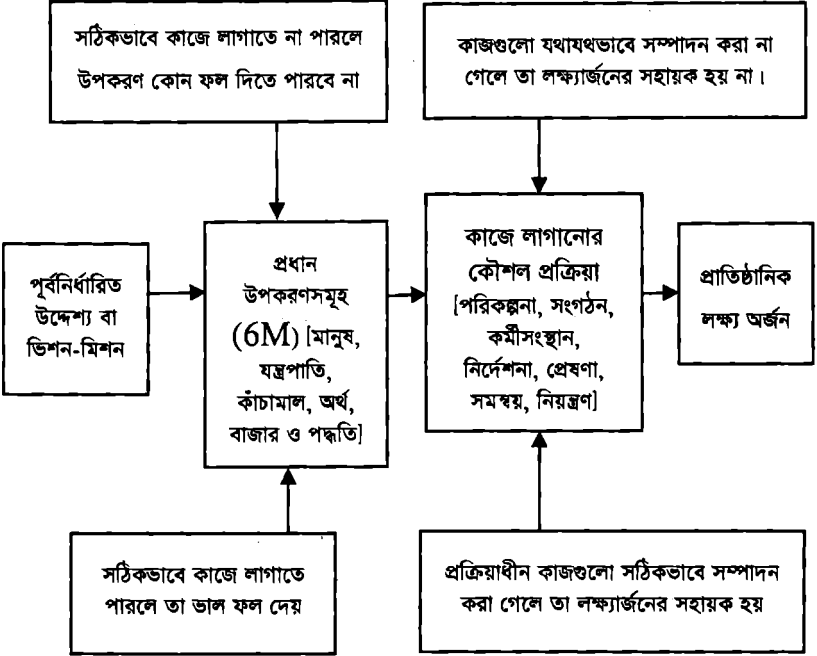 সঠিকভাবে কাজে লাগাতে না পারলে
উপকরণ কোন ফল দিতে পারবে না
কাজগুলো যথাযথভাবে সম্পাদন করা না
গেলে তা লক্ষ্যার্জনের সহায়ক হয় না।
পূর্বনির্ধারিত
উদ্দেশ্য বা
ভিশন-মিশন
প্রধান
উপকরণসমূহ
(6M) [মানুষ,
যন্ত্রপাতি,
কাঁচামাল, অর্থ,
বাজার ও পদ্ধতি]
কাজে লাগানোর
কৌশল প্রক্রিয়া
[পরিকল্পনা, সংগঠন,
কর্মীসংস্থান,
নির্দেশনা, প্রেষণা,
সমন্বয়, নিয়ন্ত্রণ]
প্রাতিষ্ঠানিক
লক্ষ্য অর্জন
সঠিকভাবে কাজে লাগাতে
পারলে তা ভাল ফল দেয়
প্রক্রিয়াধীন কাজগুলো সঠিকভাবে সম্পাদন
করা গেলে তা লক্ষ্যার্জনের সহায়ক হয়